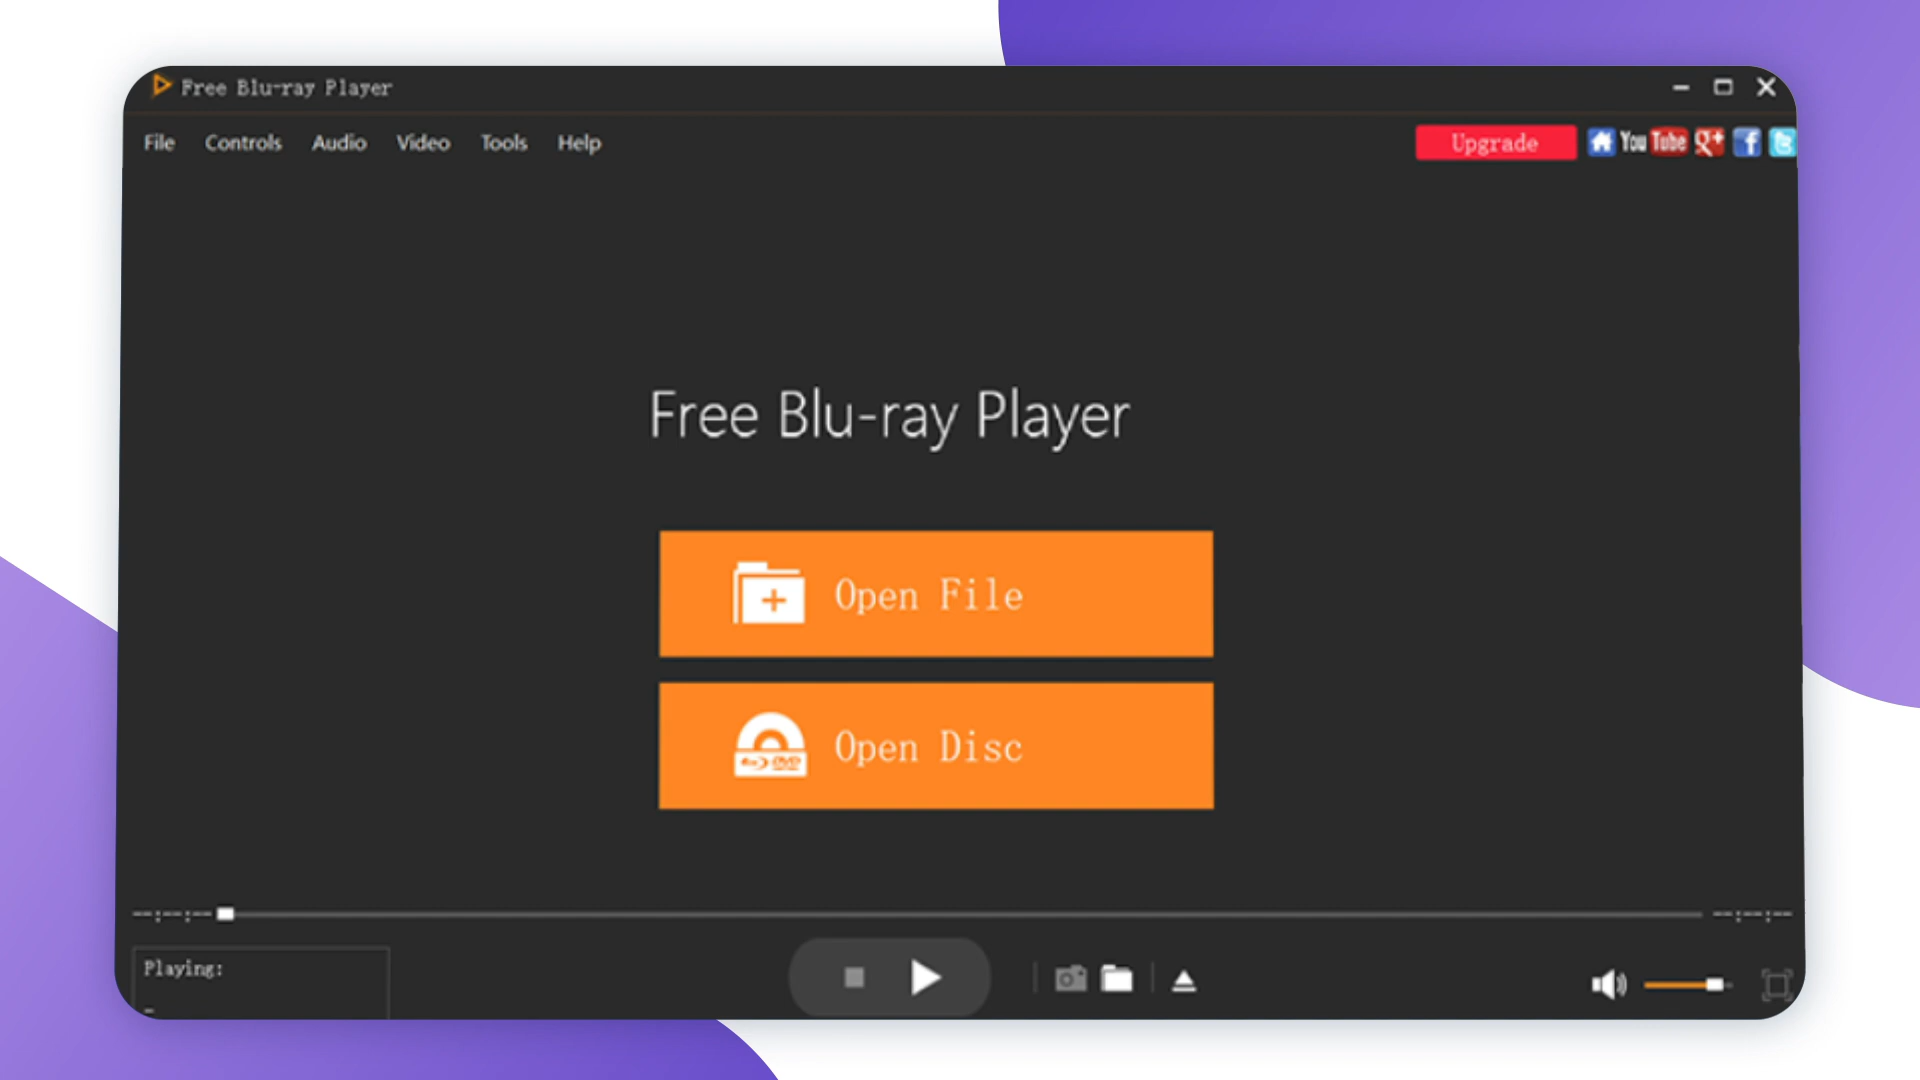 Free Blu-ray Player
File Controls Audio Video Tools Help Upgrade You Tube g+ f t
Free Blu-ray Player
Open File
Open Disc
--:--:-- --:--:--
Playing: